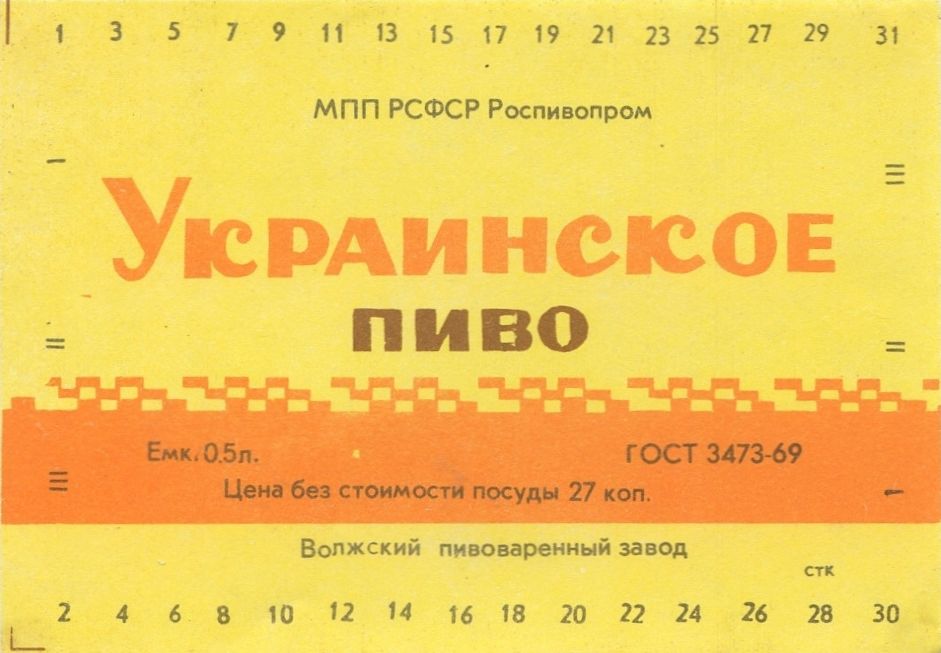 1 3 5 7 9 11 13 15 17 19 21 23 25 27 29 31
МПП РСФСР Роспивопром
Украинское
пиво
Емк. 0.5л. ГОСТ 3473-69
Цена без стоимости посуды 27 коп.
Волжский пивоваренный завод
стк
2 4 6 8 10 12 14 16 18 20 22 24 26 28 30